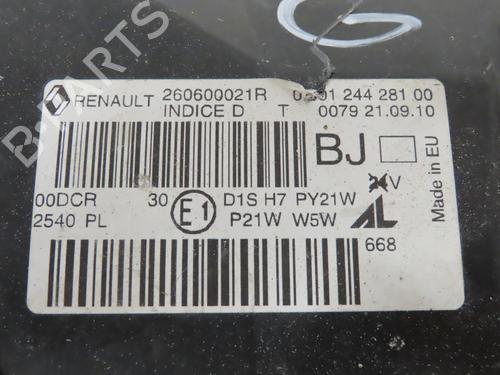 RENAULT 260600021R 0301 244 281 00
INDICE D T 0079 21.09.10
BJ
Made in EU
00DCR 30 E1 D1S H7 PY21W 24V
2540 PL P21W W5W AL
668
B-PARTS